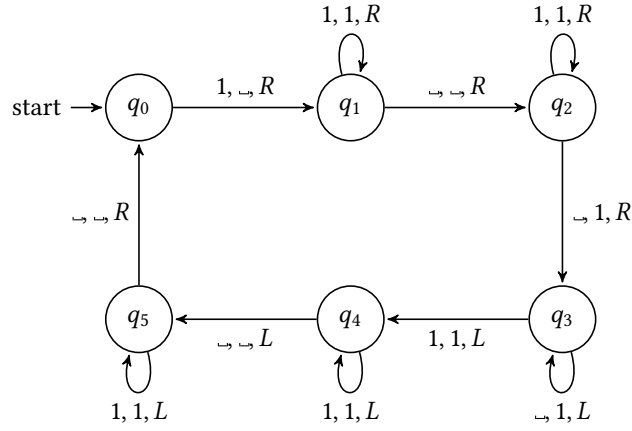 1, 1, R
1, 1, R
1, ␣, R
␣, ␣, R
start
q0
q1
q2
␣, ␣, R
␣, 1, R
q5
q4
q3
␣, ␣, L
1, 1, L
1, 1, L
1, 1, L
␣, 1, L